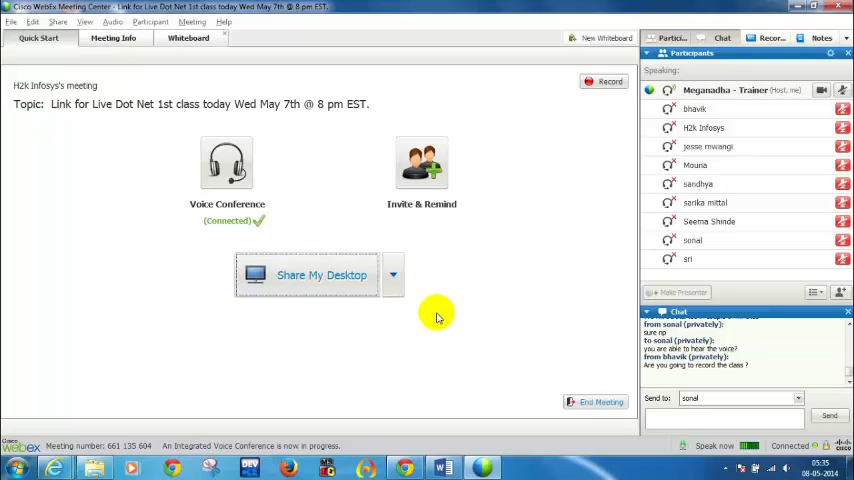 Cisco WebEx Meeting Center - Link for Live Dot Net 1st class today Wed May 7th @ 8 pm EST.
File Edit Share View Audio Participant Meeting Help
Quick Start Meeting Info Whiteboard New Whiteboard
Partici... Chat Recor... Notes
Participants
Speaking:
H2k Infosys's meeting
Record
Topic: Link for Live Dot Net 1st class today Wed May 7th @ 8 pm EST.
Voice Conference
(Connected)
Invite & Remind
Share My Desktop
End Meeting
Meganadha - Trainer (Host, me)
bhavik
H2k Infosys
jesse mwangi
Mouna
sandhya
sarika mittal
Seema Shinde
sonal
sri
Make Presenter
Chat
from sonal (privately):
sure np
to sonal (privately):
you are able to hear the voice?
from bhavik (privately):
Are you going to record the class ?
Send to: sonal
Send
Cisco
webex Meeting number: 661 135 604 An Integrated Voice Conference is now in progress. Speak now Connected
DEV
05:35
08-05-2014